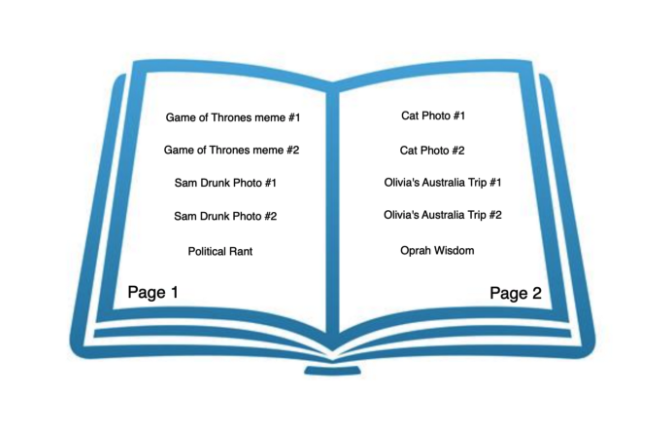 Game of Thrones meme #1
Game of Thrones meme #2
Sam Drunk Photo #1
Sam Drunk Photo #2
Political Rant
Page 1
Cat Photo #1
Cat Photo #2
Olivia's Australia Trip #1
Olivia's Australia Trip #2
Oprah Wisdom
Page 2